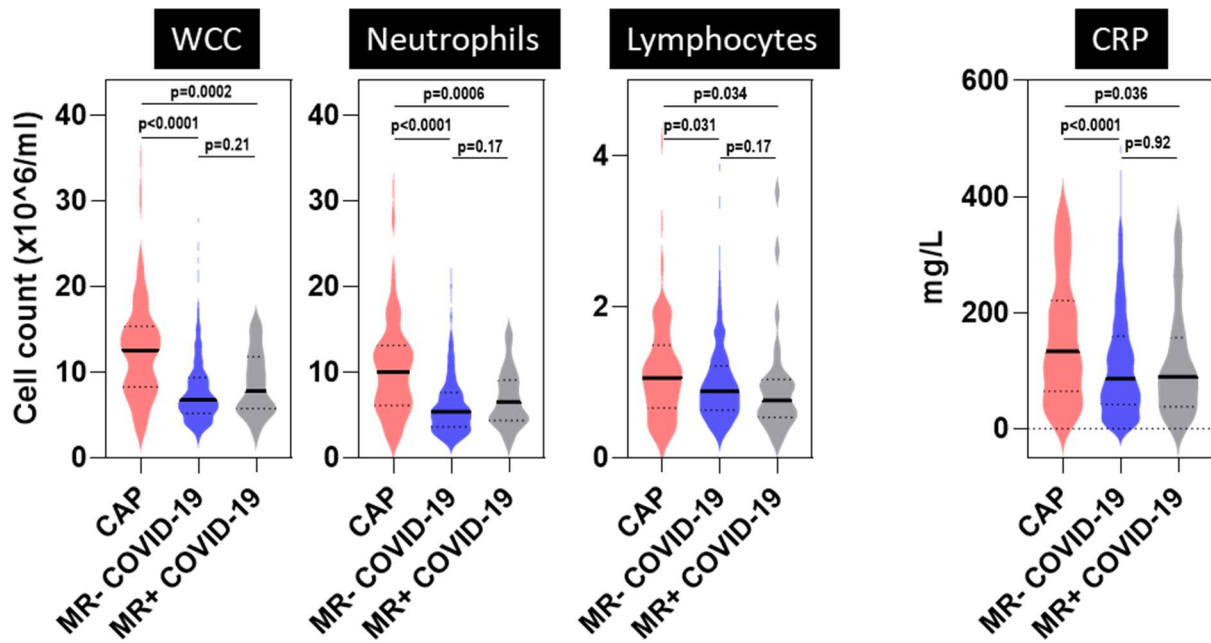 WCC
Neutrophils
Lymphocytes
CRP
Cell count (x10^6/ml)
40
30
20
10
0
p=0.0002
p<0.0001
p=0.21
CAP
MR- COVID-19
MR+ COVID-19
40
30
20
10
0
p=0.0006
p<0.0001
p=0.17
CAP
MR- COVID-19
MR+ COVID-19
4
2
0
p=0.034
p=0.031
p=0.17
CAP
MR- COVID-19
MR+ COVID-19
mg/L
600
400
200
0
p=0.036
p<0.0001
p=0.92
CAP
MR- COVID-19
MR+ COVID-19